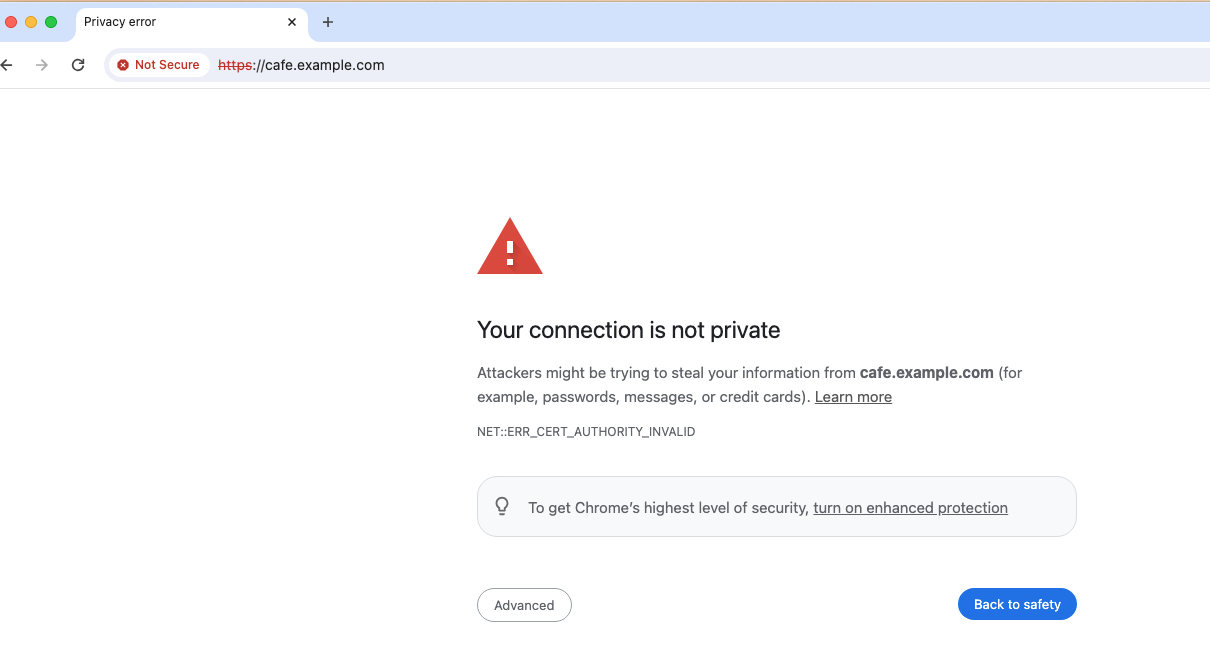 Privacy error
Not Secure https://cafe.example.com
Your connection is not private
Attackers might be trying to steal your information from cafe.example.com (for
example, passwords, messages, or credit cards). Learn more
NET::ERR_CERT_AUTHORITY_INVALID
To get Chrome’s highest level of security, turn on enhanced protection
Advanced Back to safety